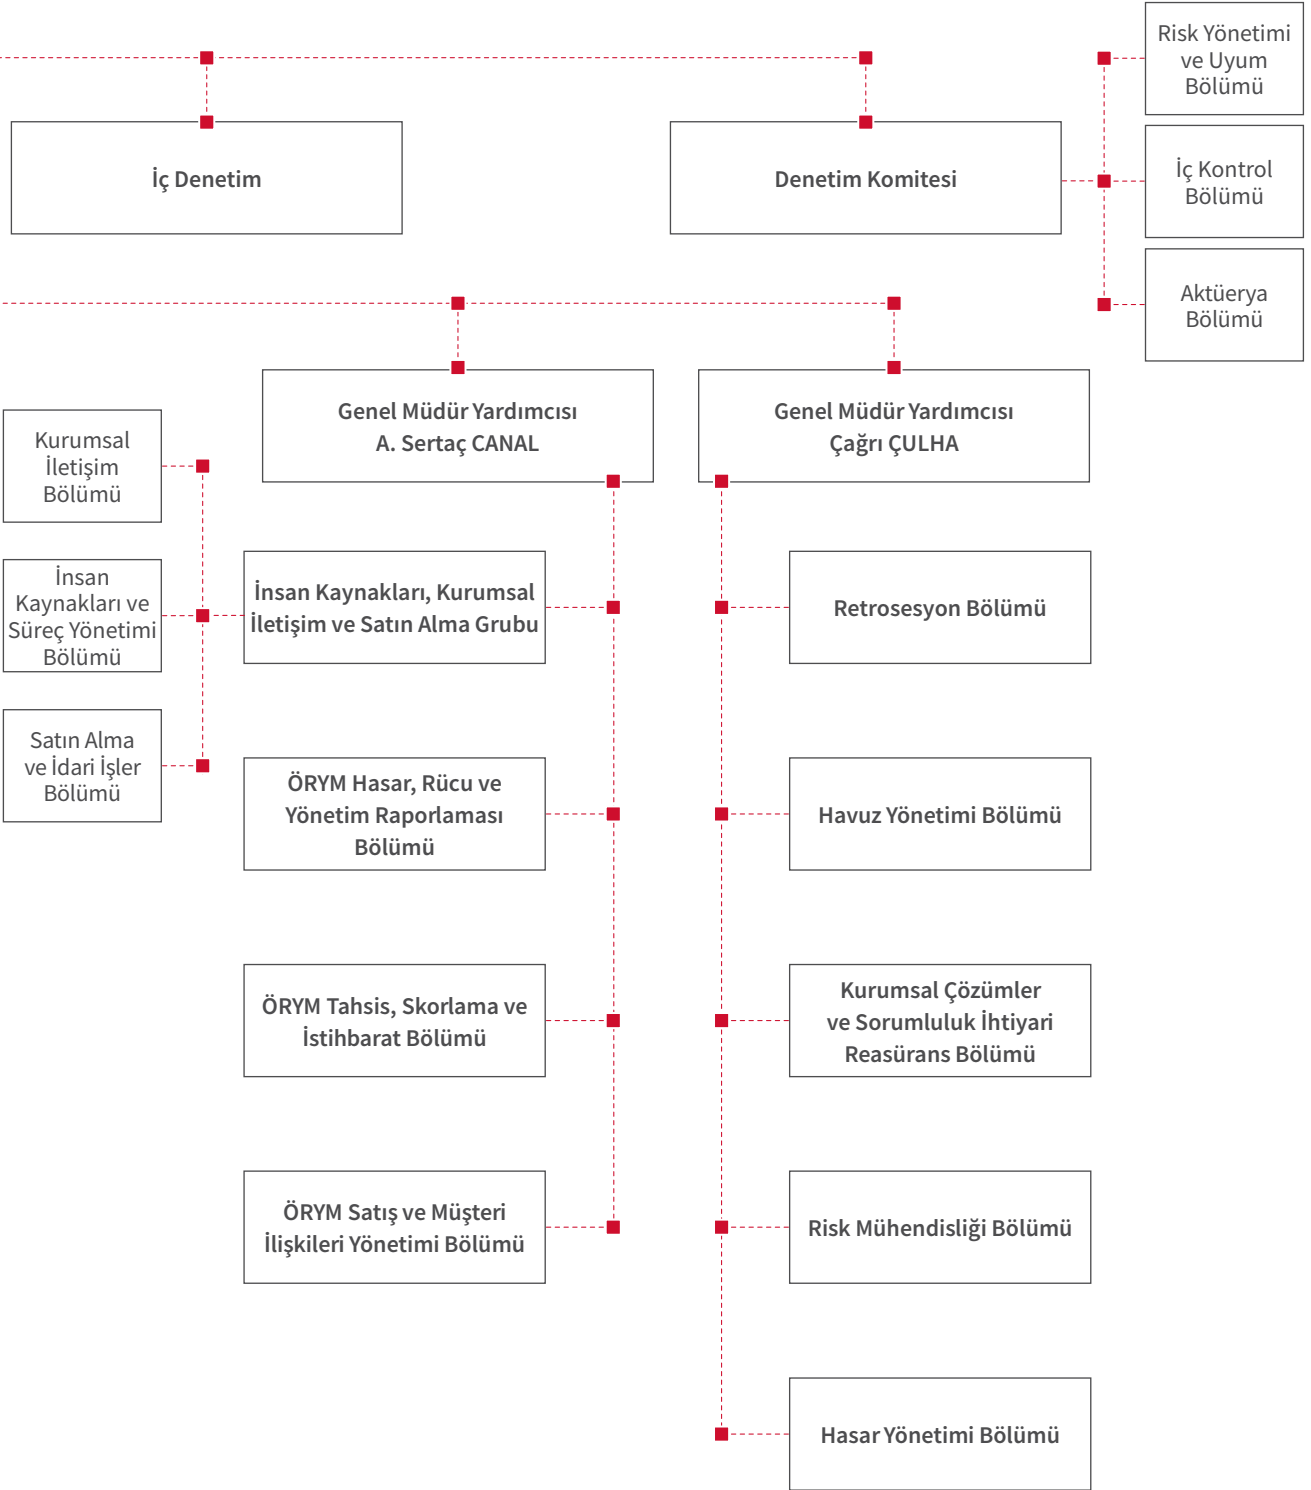 Risk Yönetimi
ve Uyum
Bölümü
İç Denetim
Denetim Komitesi
İç Kontrol
Bölümü
Aktüerya
Bölümü
Genel Müdür Yardımcısı
A. Sertaç CANAL
Genel Müdür Yardımcısı
Çağrı ÇULHA
Kurumsal
İletişim
Bölümü
İnsan
Kaynakları ve
Süreç Yönetimi
Bölümü
Satın Alma
ve İdari İşler
Bölümü
İnsan Kaynakları, Kurumsal
İletişim ve Satın Alma Grubu
ÖRYM Hasar, Rücu ve
Yönetim Raporlaması
Bölümü
ÖRYM Tahsis, Skorlama ve
İstihbarat Bölümü
ÖRYM Satış ve Müşteri
İlişkileri Yönetimi Bölümü
Retrosesyon Bölümü
Havuz Yönetimi Bölümü
Kurumsal Çözümler
ve Sorumluluk İhtiyari
Reasürans Bölümü
Risk Mühendisliği Bölümü
Hasar Yönetimi Bölümü